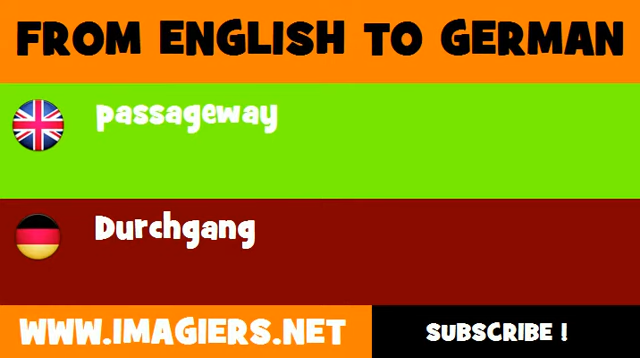 FROM ENGLISH TO GERMAN
passageway
Durchgang
WWW.IMAGIERS.NET
SUBSCRIBE !